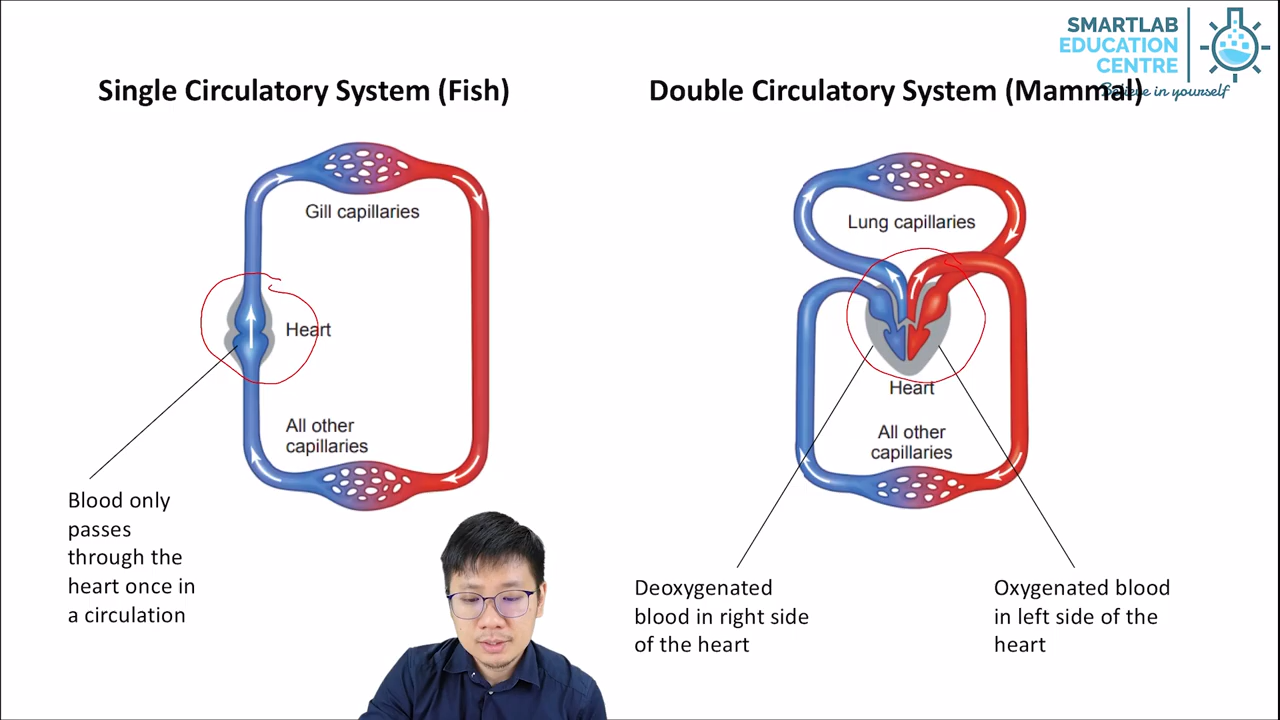 SMARTLAB
EDUCATION
CENTRE
Believe in yourself
Single Circulatory System (Fish)
Double Circulatory System (Mammal)
Gill capillaries
Heart
All other
capillaries
Blood only
passes
through the
heart once in
a circulation
Lung capillaries
Heart
All other
capillaries
Deoxygenated
blood in right side
of the heart
Oxygenated blood
in left side of the
heart